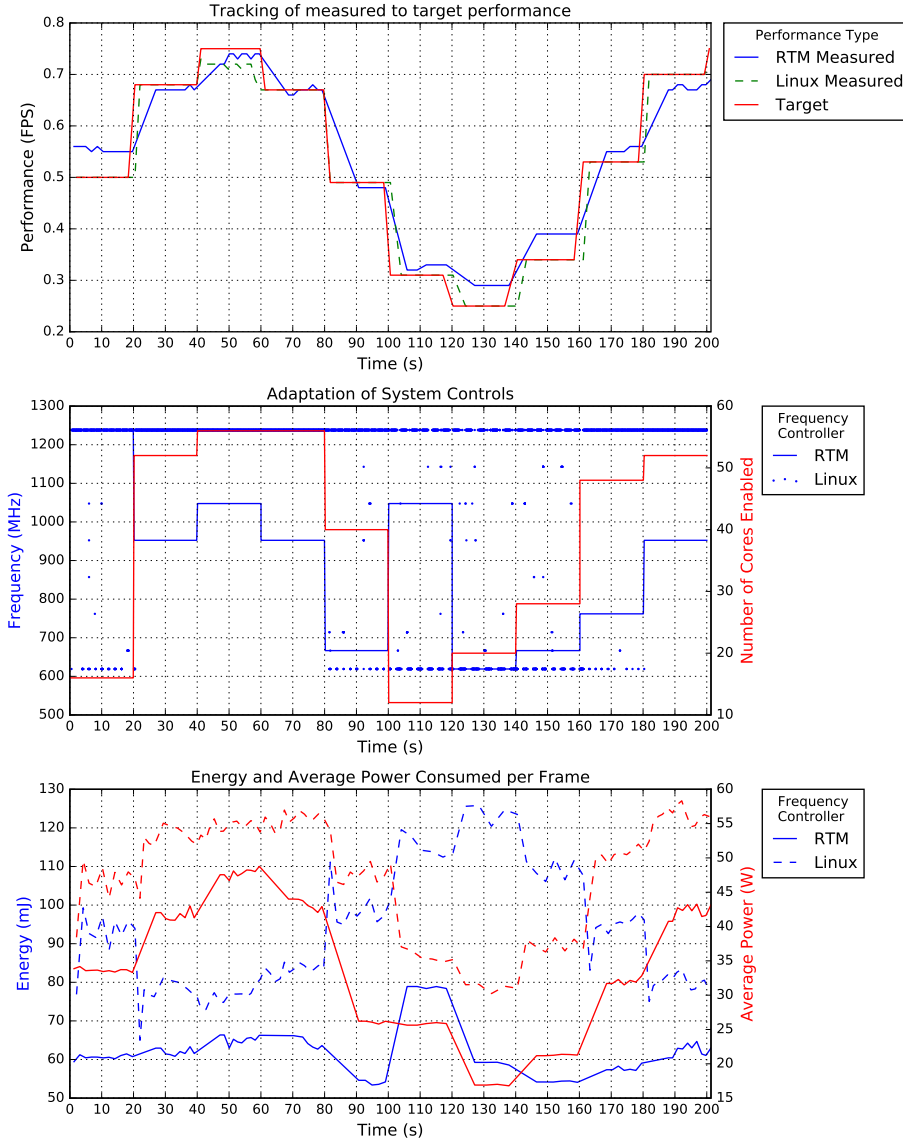 Tracking of measured to target performance
0.8
0.7
0.6
0.5
0.4
0.3
0.2
Performance (FPS)
0 10 20 30 40 50 60 70 80 90 100 110 120 130 140 150 160 170 180 190 200
Time (s)
Performance Type
RTM Measured
Linux Measured
Target
Adaptation of System Controls
1300
1200
1100
1000
900
800
700
600
500
Frequency (MHz)
60
50
40
30
20
10
Number of Cores Enabled
0 10 20 30 40 50 60 70 80 90 100 110 120 130 140 150 160 170 180 190 200
Time (s)
Frequency
Controller
RTM
Linux
Energy and Average Power Consumed per Frame
130
120
110
100
90
80
70
60
50
Energy (mJ)
60
55
50
45
40
35
30
25
20
15
Average Power (W)
0 10 20 30 40 50 60 70 80 90 100 110 120 130 140 150 160 170 180 190 200
Time (s)
Frequency
Controller
RTM
Linux